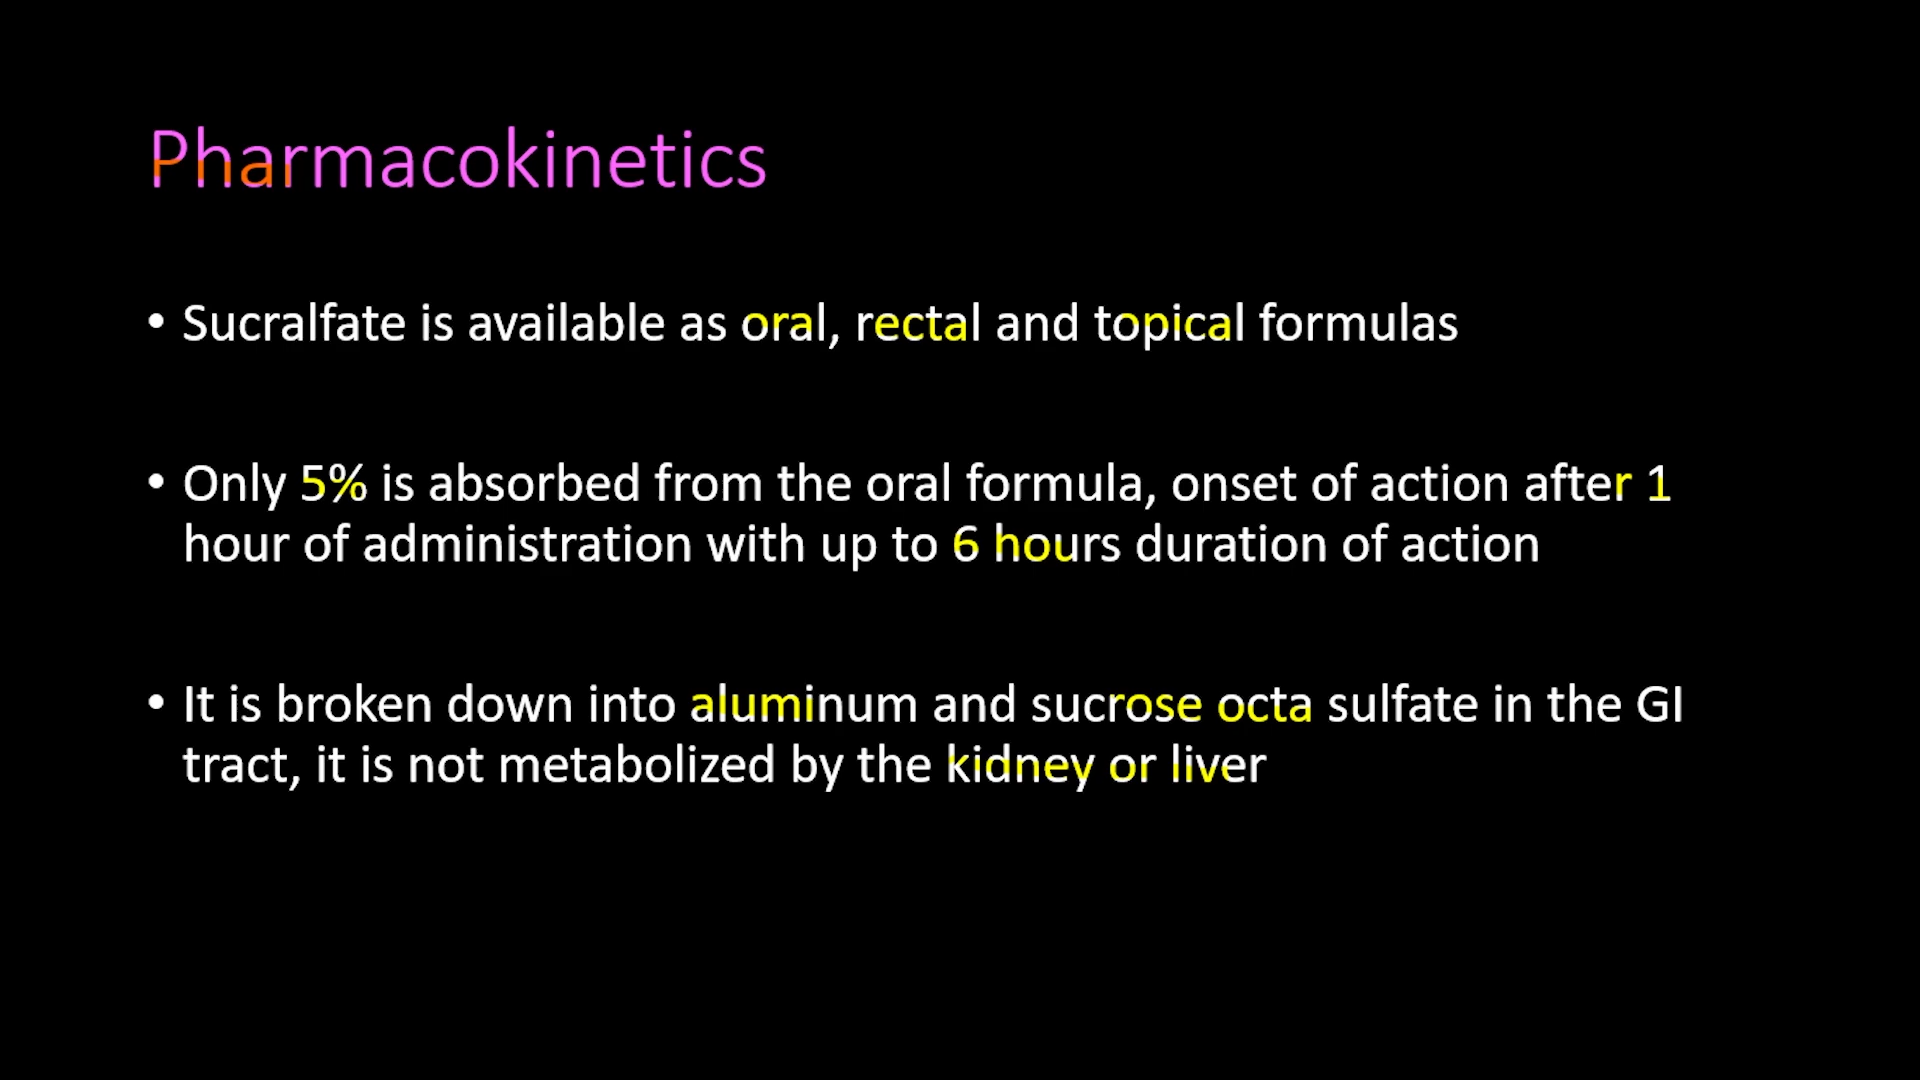 Pharmacokinetics
• Sucralfate is available as oral, rectal and topical formulas
• Only 5% is absorbed from the oral formula, onset of action after 1
hour of administration with up to 6 hours duration of action
• It is broken down into aluminum and sucrose octa sulfate in the GI
tract, it is not metabolized by the kidney or liver